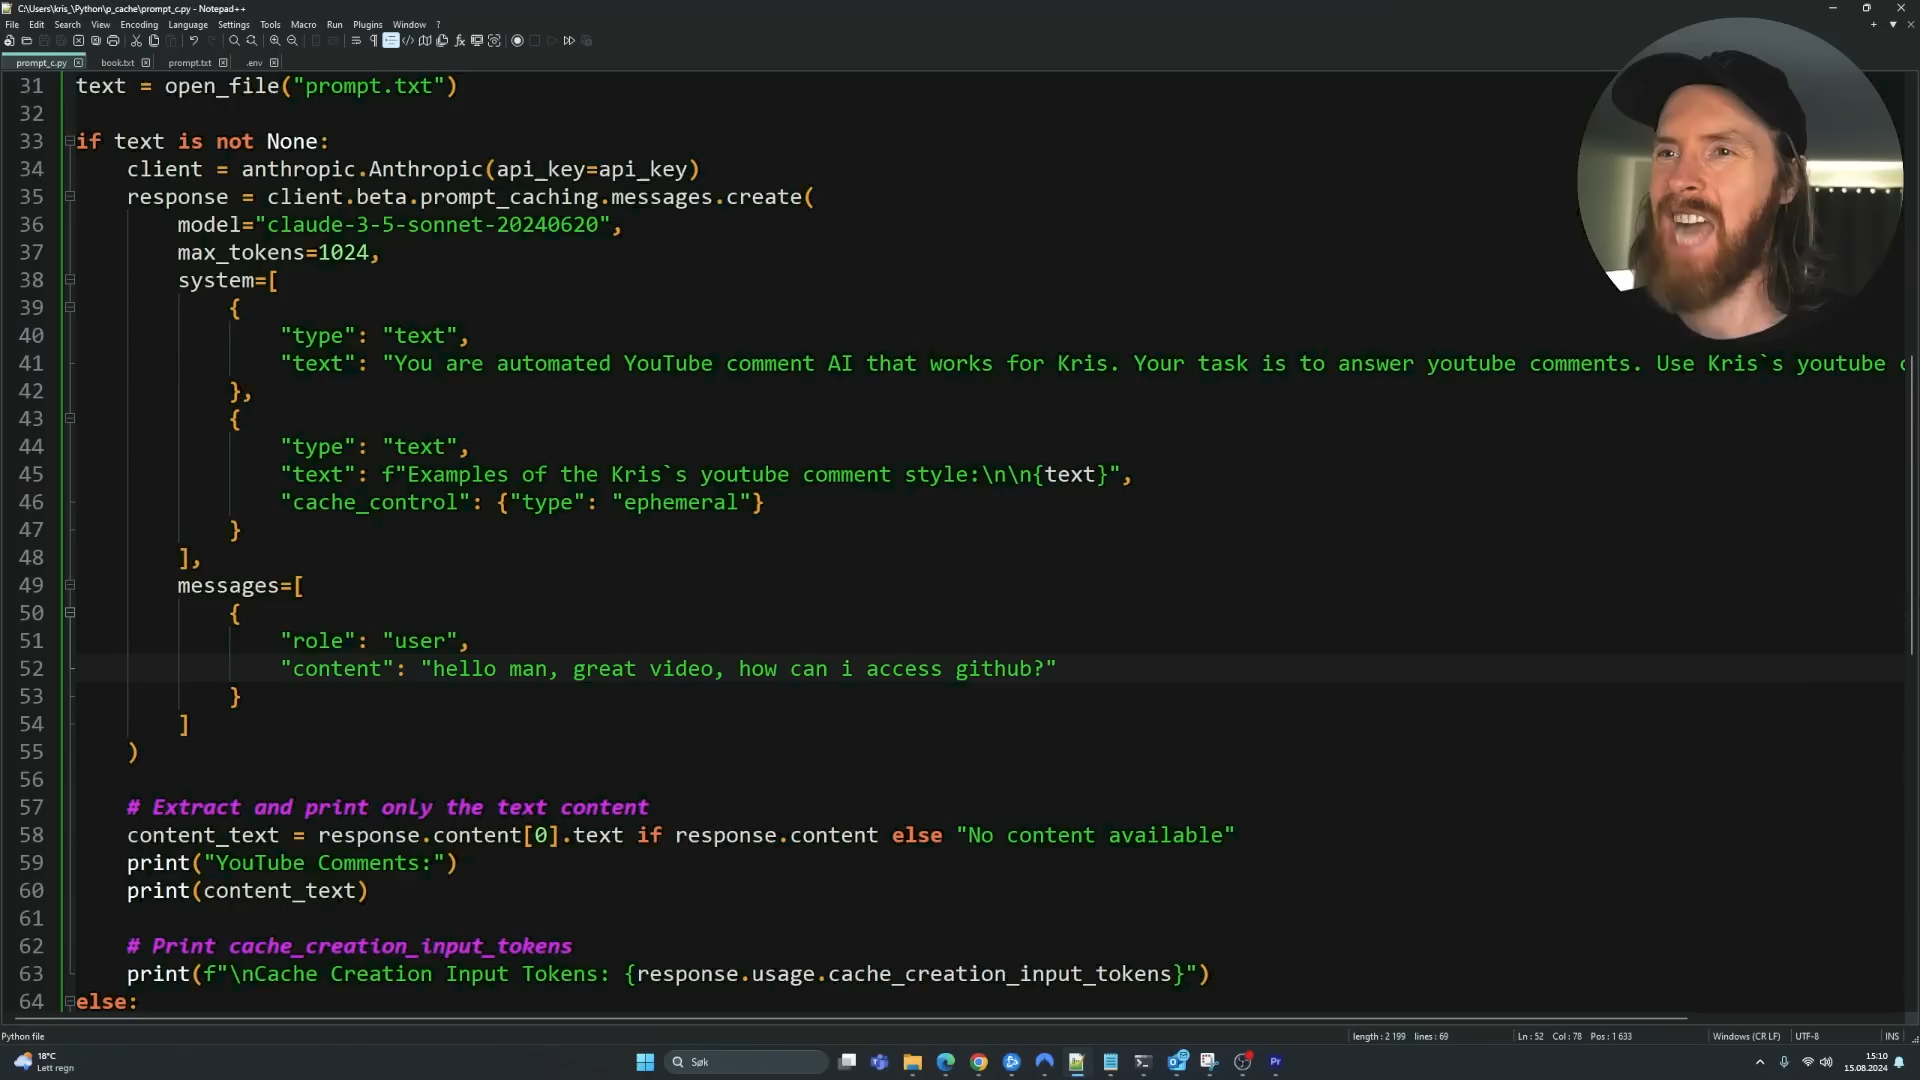 C:\Users\kris_\Python\p_cache\prompt_c.py - Notepad++
File Edit Search View Encoding Language Settings Tools Macro Run Plugins Window ?
prompt_c.py book.txt prompt.txt .env
31 text = open_file("prompt.txt")
32
33 if text is not None:
34 client = anthropic.Anthropic(api_key=api_key)
35 response = client.beta.prompt_caching.messages.create(
36 model="claude-3-5-sonnet-20240620",
37 max_tokens=1024,
38 system=[
39 {
40 "type": "text",
41 "text": "You are automated YouTube comment AI that works for Kris. Your task is to answer youtube comments. Use Kris`s youtube
42 },
43 {
44 "type": "text",
45 "text": f"Examples of the Kris`s youtube comment style:\n\n{text}",
46 "cache_control": {"type": "ephemeral"}
47 }
48 ],
49 messages=[
50 {
51 "role": "user",
52 "content": "hello man, great video, how can i access github?"
53 }
54 ]
55 )
56
57 # Extract and print only the text content
58 content_text = response.content[0].text if response.content else "No content available"
59 print("YouTube Comments:")
60 print(content_text)
61
62 # Print cache_creation_input_tokens
63 print(f"\nCache Creation Input Tokens: {response.usage.cache_creation_input_tokens}")
64 else:
Python file length : 2 199 lines : 69 Ln : 52 Col : 78 Pos : 1 633 Windows (CR LF) UTF-8 INS
18°C
Lett regn
Søk
15:10
15.08.2024